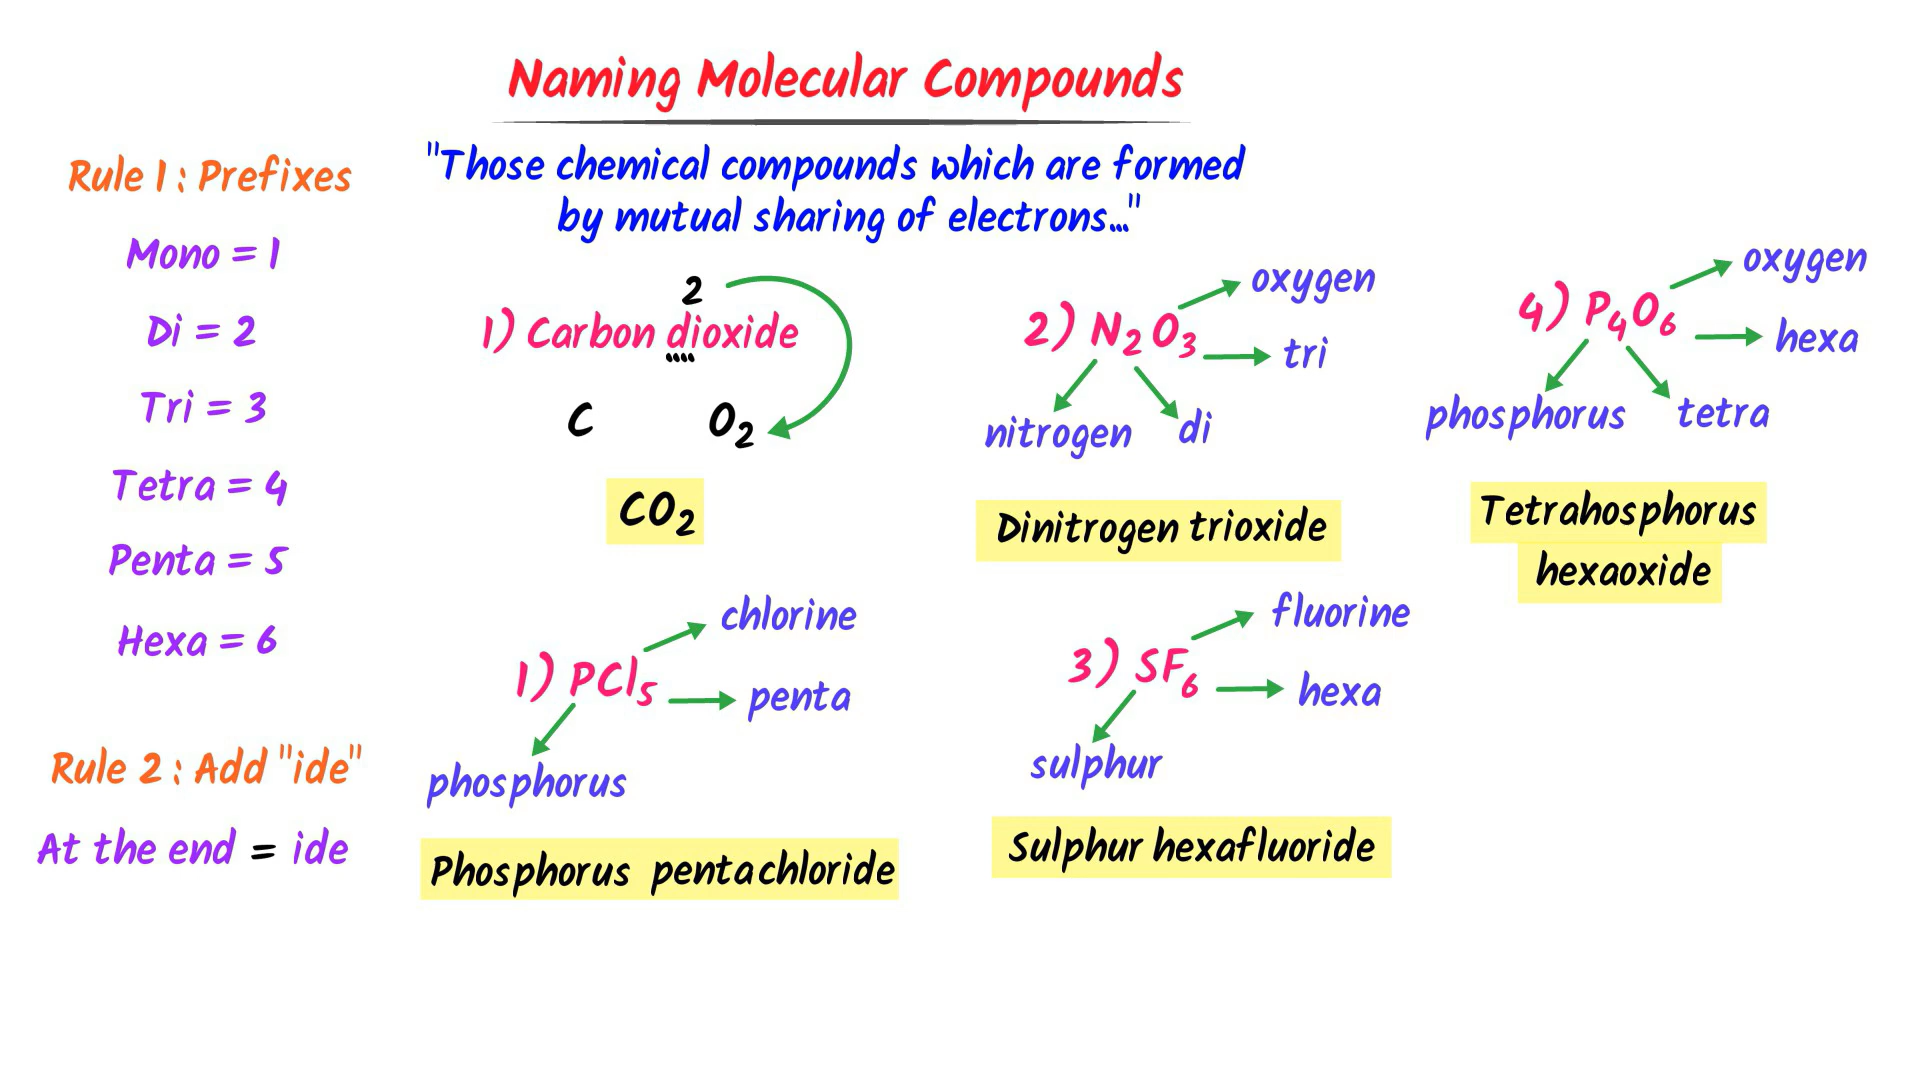 Naming Molecular Compounds
"Those chemical compounds which are formed
by mutual sharing of electrons..."
Rule 1 : Prefixes
Mono = 1
Di = 2
Tri = 3
Tetra = 4
Penta = 5
Hexa = 6
Rule 2 : Add "ide"
At the end = ide
2
1) Carbon dioxide
C O₂
CO₂
1) PCl₅
chlorine
penta
phosphorus
Phosphorus pentachloride
2) N₂O₃
oxygen
tri
nitrogen
di
Dinitrogen trioxide
3) SF₆
fluorine
hexa
sulphur
Sulphur hexafluoride
4) P₄O₆
oxygen
hexa
phosphorus
tetra
Tetrahosphorus
hexaoxide